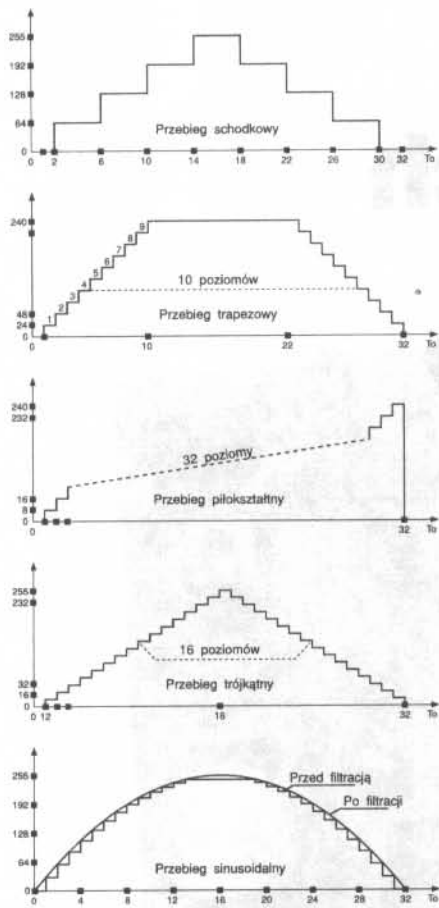 255
192
128
64
0
Przebieg schodkowy
0 2 6 10 14 18 22 26 30 32 To
240
48
24
0
1 2 3 4 5 6 7 8 9
10 poziomów
Przebieg trapezowy
0 10 22 32 To
240
232
16
8
0
32 poziomy
Przebieg piłokształtny
32 To
256
232
32
16
0
16 poziomów
Przebieg trójkątny
0 12 16 32 To
256
192
128
64
0
Przed filtracją
Po filtracji
Przebieg sinusoidalny
0 4 8 12 16 20 24 28 32 To